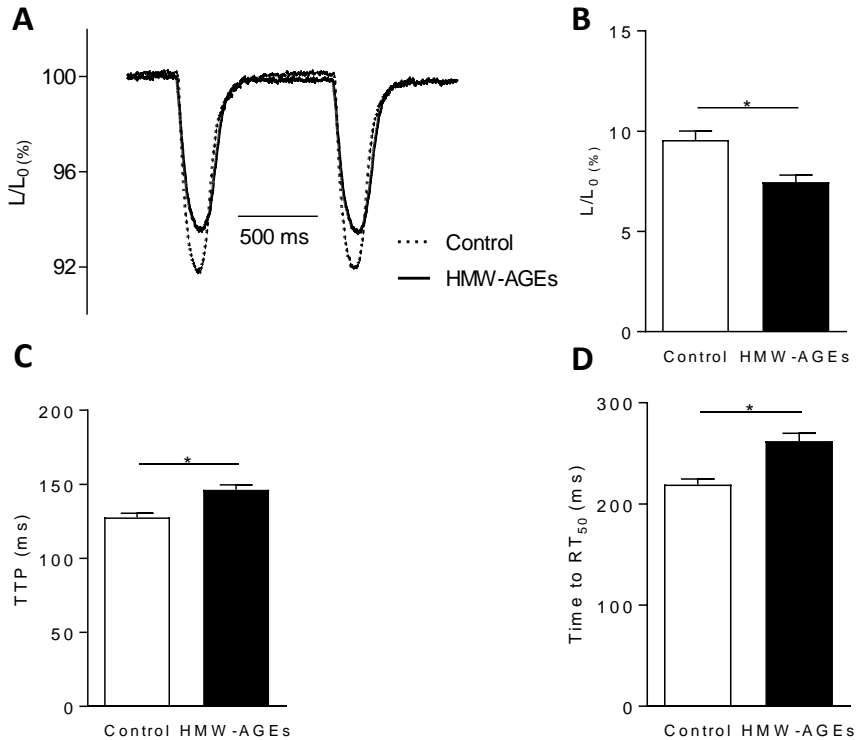 A
100
96
92
L/L0 (%)
500 ms
Control
HMW-AGEs
B
15
10
5
0
L/L0 (%)
*
Control HMW-AGEs
C
200
150
100
50
0
TTP (ms)
*
Control HMW-AGEs
D
300
200
100
0
Time to RT50 (ms)
*
Control HMW-AGEs